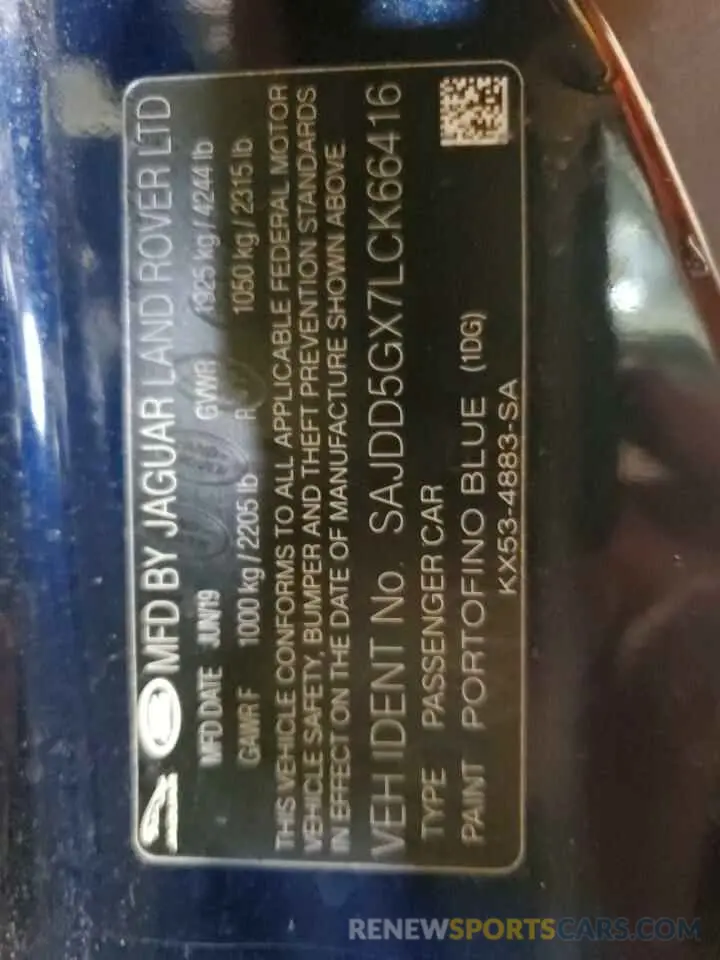 MFD BY JAGUAR LAND ROVER LTD
MFD DATE JUN/19 GVWR 1925 kg / 4244 lb
GAWR F 1000 kg / 2205 lb R 1050 kg / 2315 lb
THIS VEHICLE CONFORMS TO ALL APPLICABLE FEDERAL MOTOR
VEHICLE SAFETY, BUMPER AND THEFT PREVENTION STANDARDS
IN EFFECT ON THE DATE OF MANUFACTURE SHOWN ABOVE
VEH IDENT No. SAJDD5GX7LCK66416
TYPE PASSENGER CAR
PAINT PORTOFINO BLUE (1DG)
KX53-4883-SA
RENEWSPORTSCARS.COM